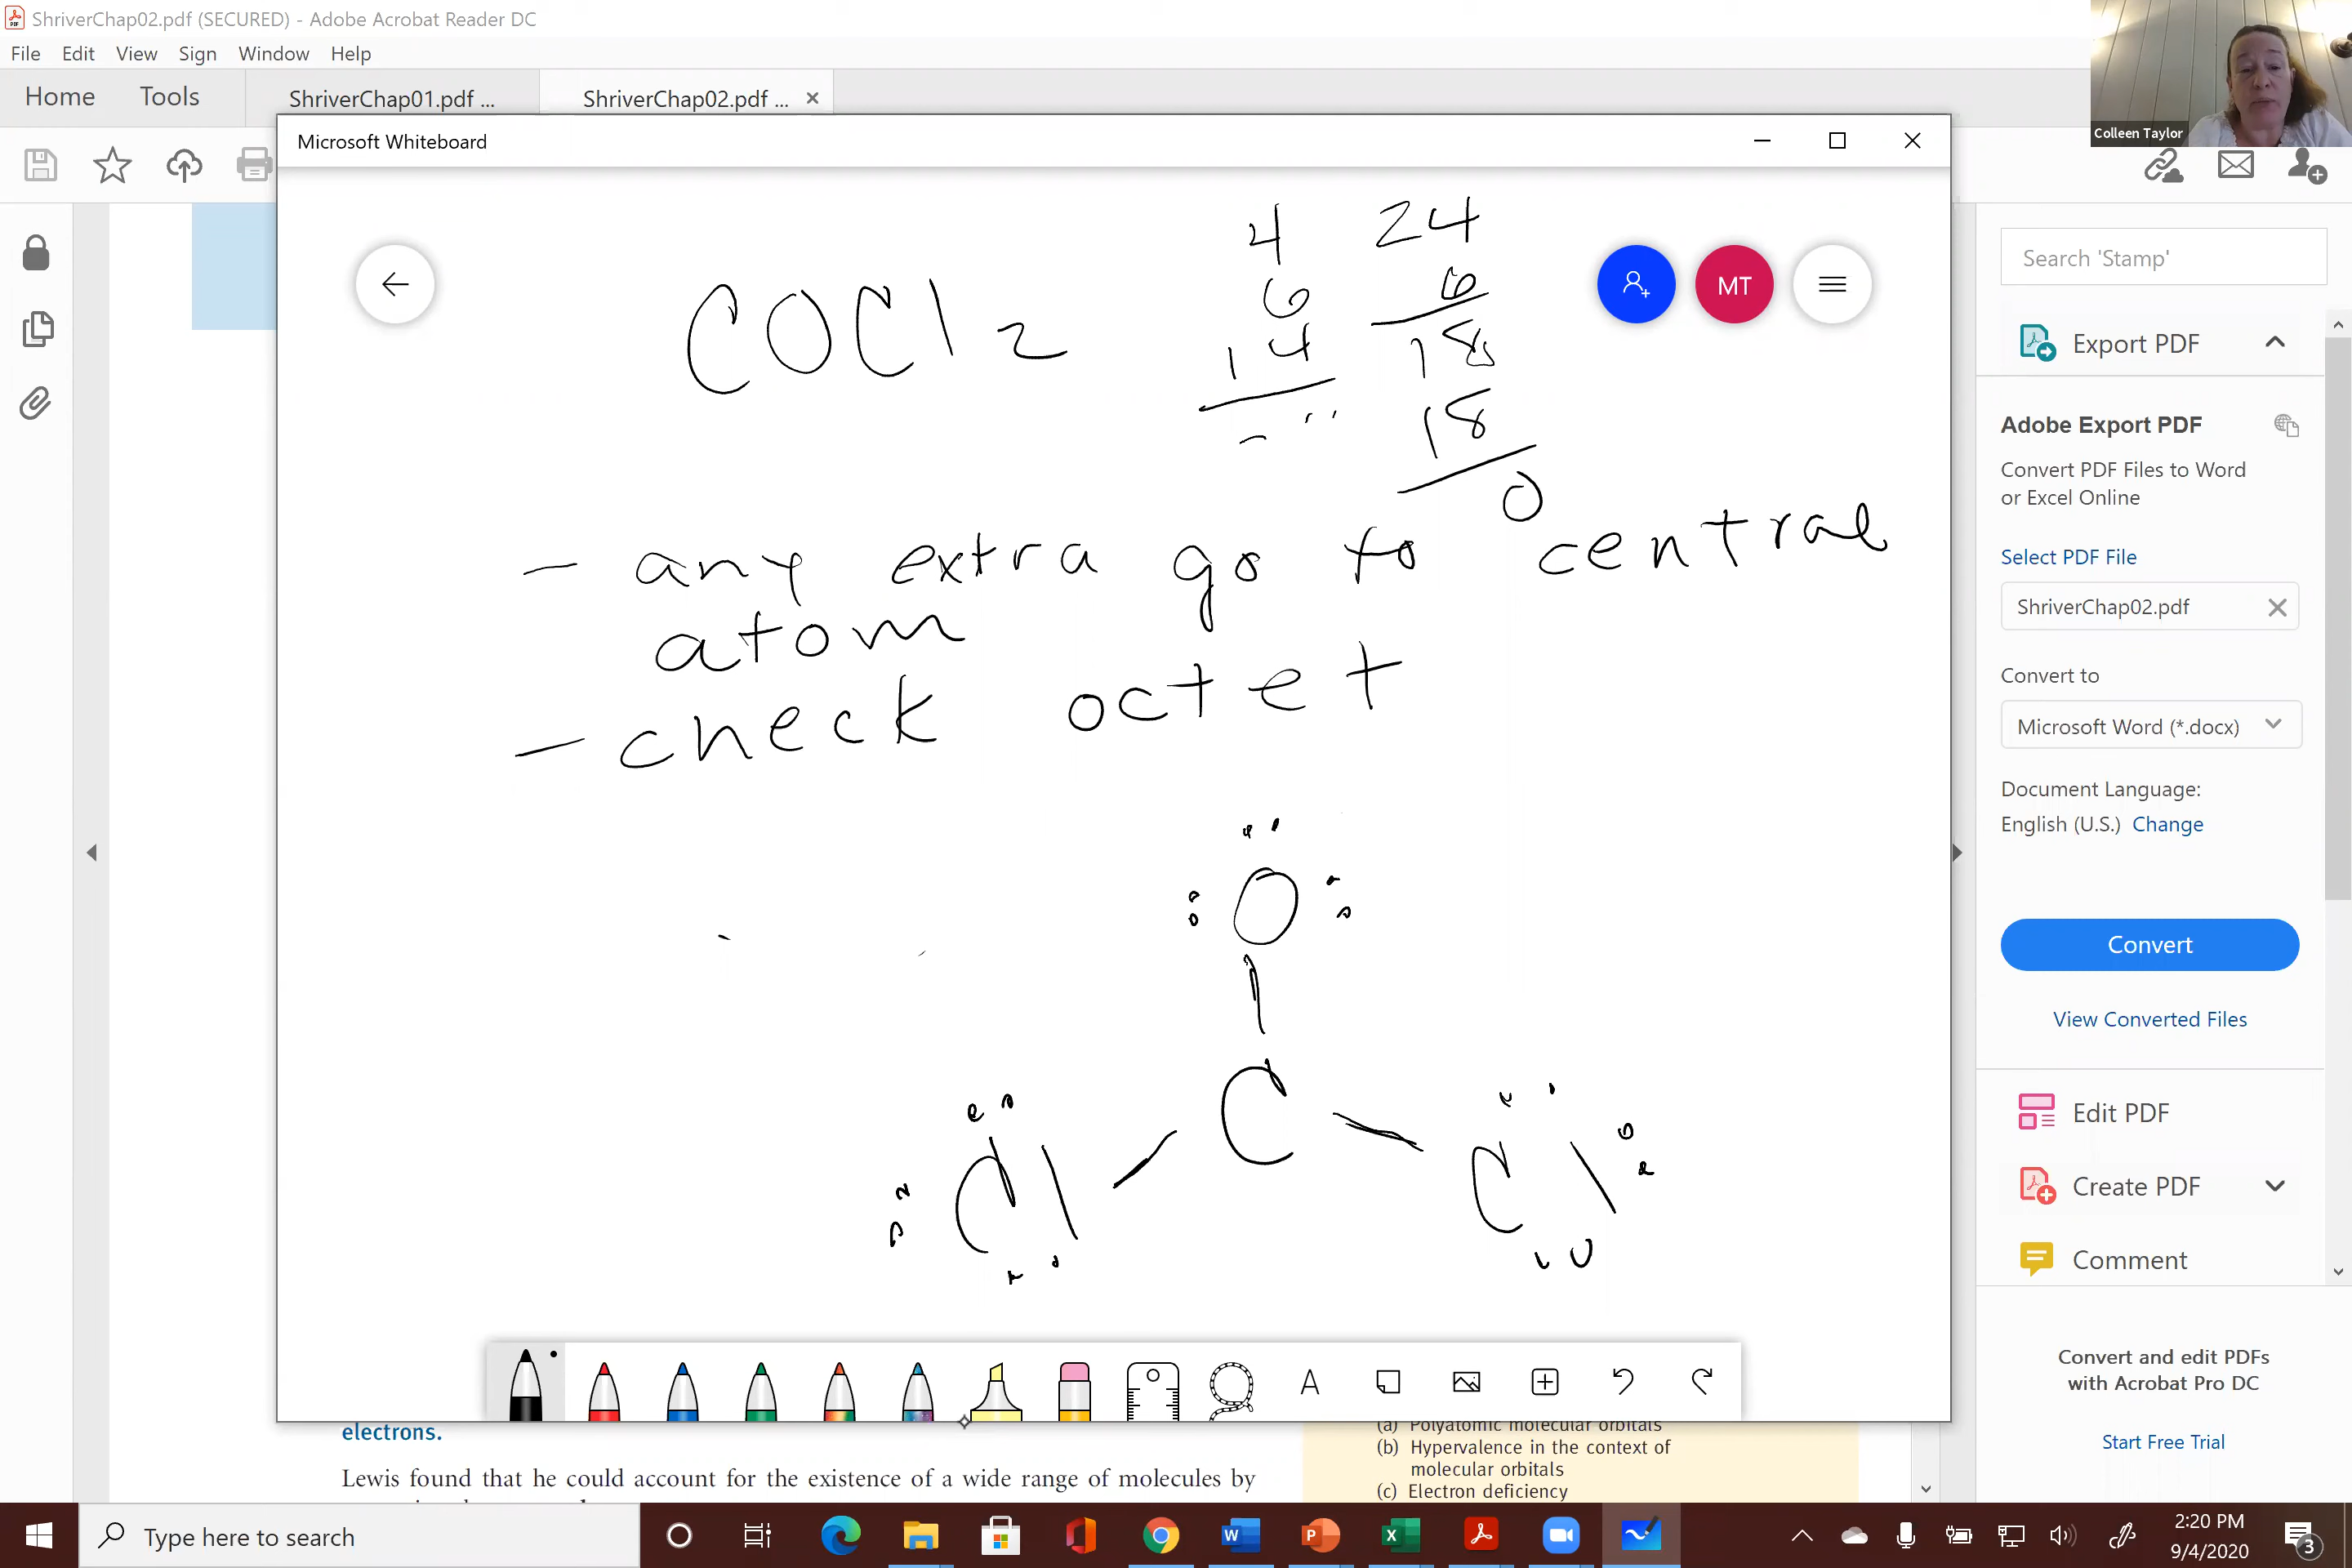 ShriverChap02.pdf (SECURED) - Adobe Acrobat Reader DC
File Edit View Sign Window Help
Home Tools ShriverChap01.pdf ... ShriverChap02.pdf ...
Colleen Taylor
Microsoft Whiteboard
MT
COCl2
4
6
14
24
6
18
18
0
- any extra go to central
atom
- check octet
O
C
Cl
Cl
Search 'Stamp'
Export PDF
Adobe Export PDF
Convert PDF Files to Word
or Excel Online
Select PDF File
ShriverChap02.pdf
Convert to
Microsoft Word (*.docx)
Document Language:
English (U.S.) Change
Convert
View Converted Files
Edit PDF
Create PDF
Comment
Convert and edit PDFs
with Acrobat Pro DC
Start Free Trial
electrons.
Lewis found that he could account for the existence of a wide range of molecules by
(a) Polyatomic molecular orbitals
(b) Hypervalence in the context of
molecular orbitals
(c) Electron deficiency
Type here to search
2:20 PM
9/4/2020
3